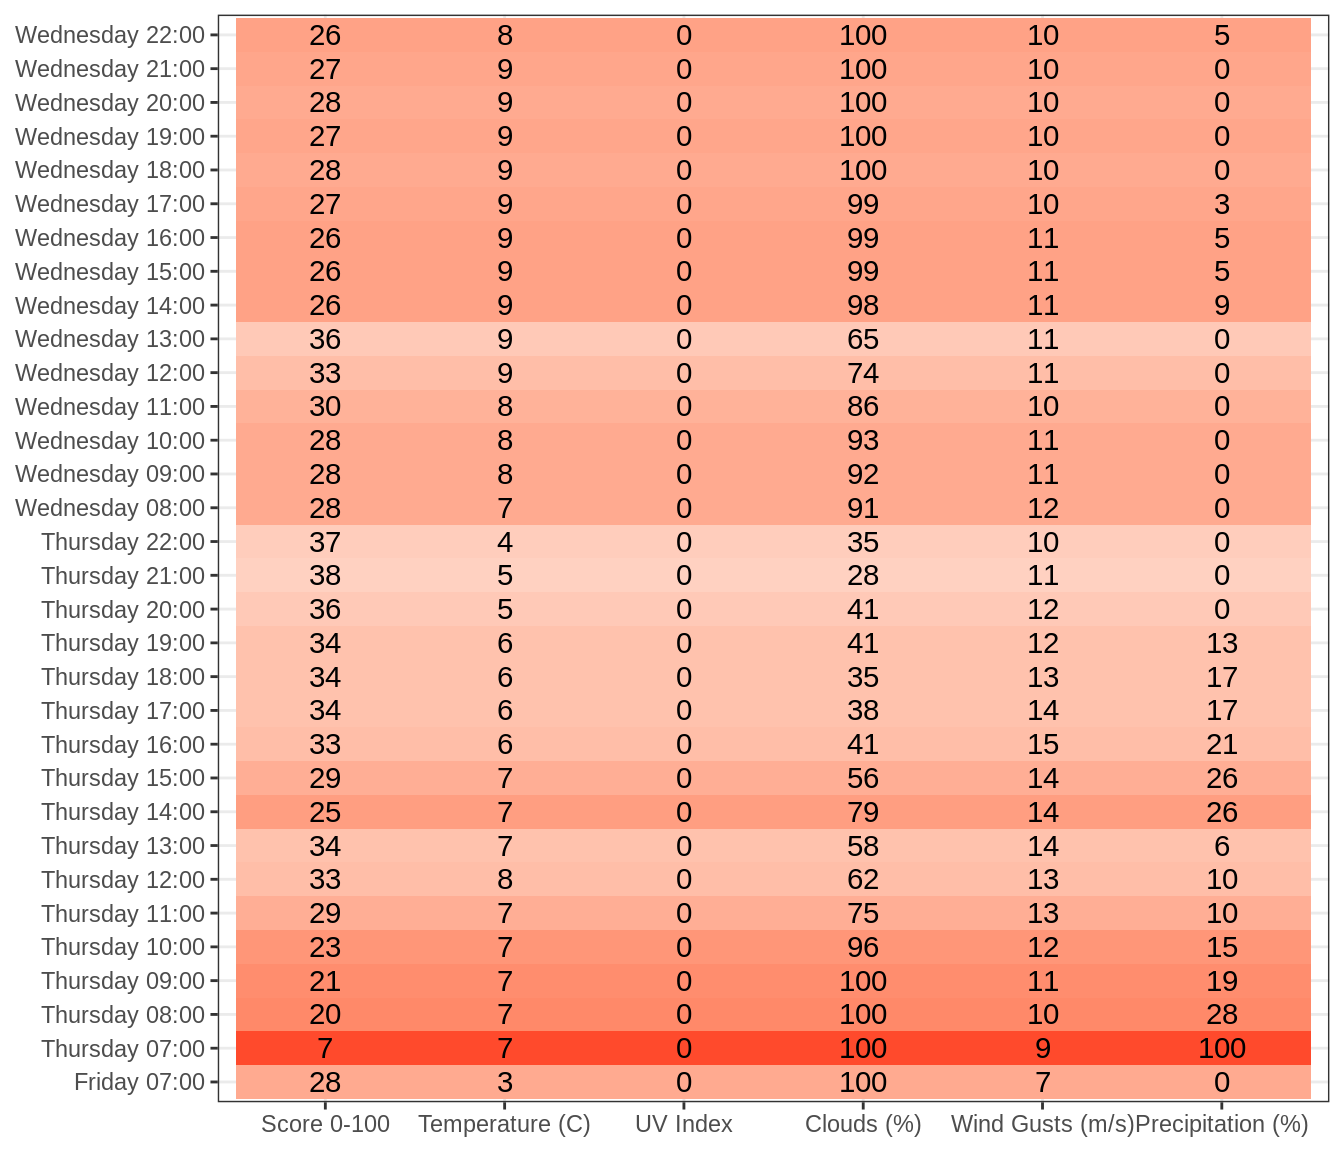 Wednesday 22:00 26 8 0 100 10 5
Wednesday 21:00 27 9 0 100 10 0
Wednesday 20:00 28 9 0 100 10 0
Wednesday 19:00 27 9 0 100 10 0
Wednesday 18:00 28 9 0 100 10 0
Wednesday 17:00 27 9 0 99 10 3
Wednesday 16:00 26 9 0 99 11 5
Wednesday 15:00 26 9 0 99 11 5
Wednesday 14:00 26 9 0 98 11 9
Wednesday 13:00 36 9 0 65 11 0
Wednesday 12:00 33 9 0 74 11 0
Wednesday 11:00 30 8 0 86 10 0
Wednesday 10:00 28 8 0 93 11 0
Wednesday 09:00 28 8 0 92 11 0
Wednesday 08:00 28 7 0 91 12 0
Thursday 22:00 37 4 0 35 10 0
Thursday 21:00 38 5 0 28 11 0
Thursday 20:00 36 5 0 41 12 0
Thursday 19:00 34 6 0 41 12 13
Thursday 18:00 34 6 0 35 13 17
Thursday 17:00 34 6 0 38 14 17
Thursday 16:00 33 6 0 41 15 21
Thursday 15:00 29 7 0 56 14 26
Thursday 14:00 25 7 0 79 14 26
Thursday 13:00 34 7 0 58 14 6
Thursday 12:00 33 8 0 62 13 10
Thursday 11:00 29 7 0 75 13 10
Thursday 10:00 23 7 0 96 12 15
Thursday 09:00 21 7 0 100 11 19
Thursday 08:00 20 7 0 100 10 28
Thursday 07:00 7 7 0 100 9 100
Friday 07:00 28 3 0 100 7 0
Score 0-100 Temperature (C) UV Index Clouds (%) Wind Gusts (m/s) Precipitation (%)